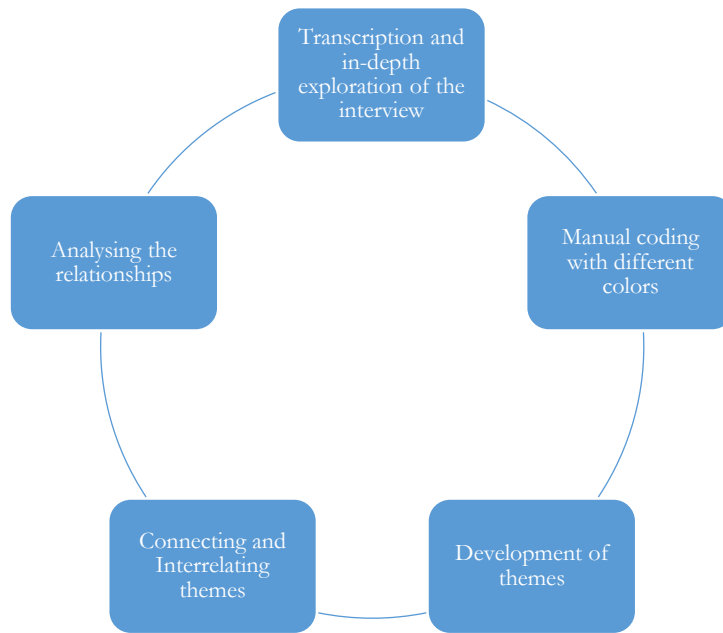 Transcription and
in-depth
exploration of the
interview
Manual coding
with different
colors
Development of
themes
Connecting and
Interrelating
themes
Analysing the
relationships